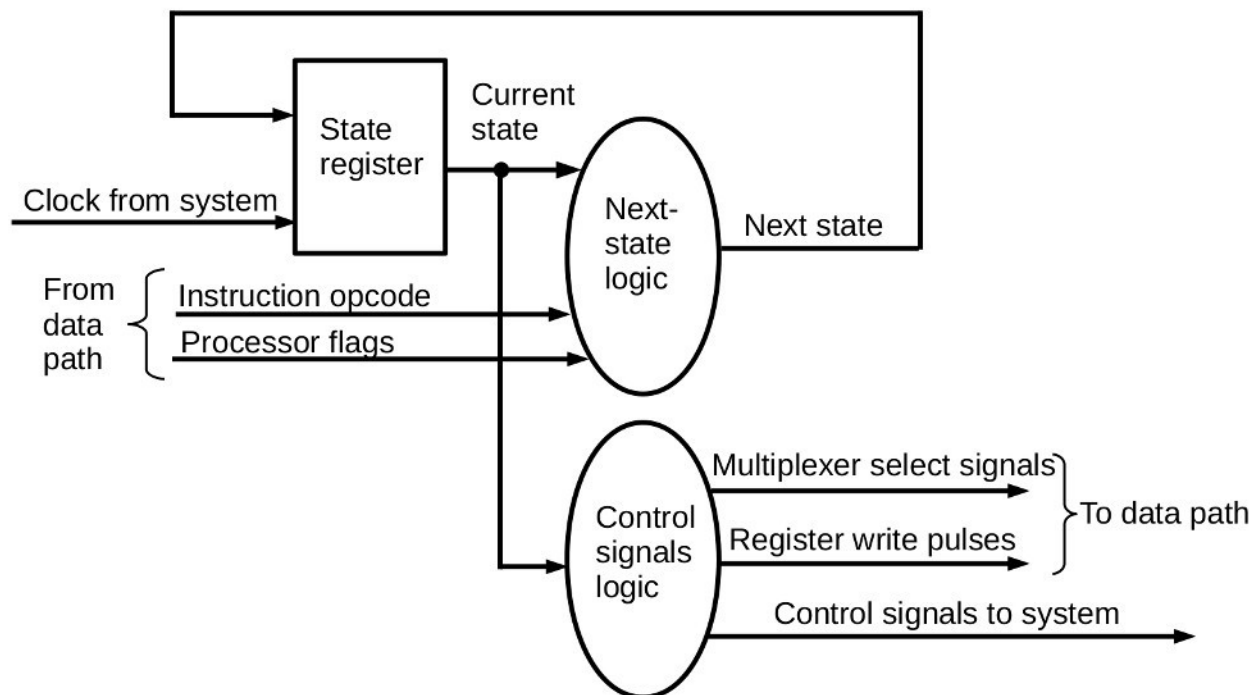 State
register
Current
state
Clock from system
Next-
state
logic
Next state
From
data
path
Instruction opcode
Processor flags
Control
signals
logic
Multiplexer select signals
Register write pulses
To data path
Control signals to system